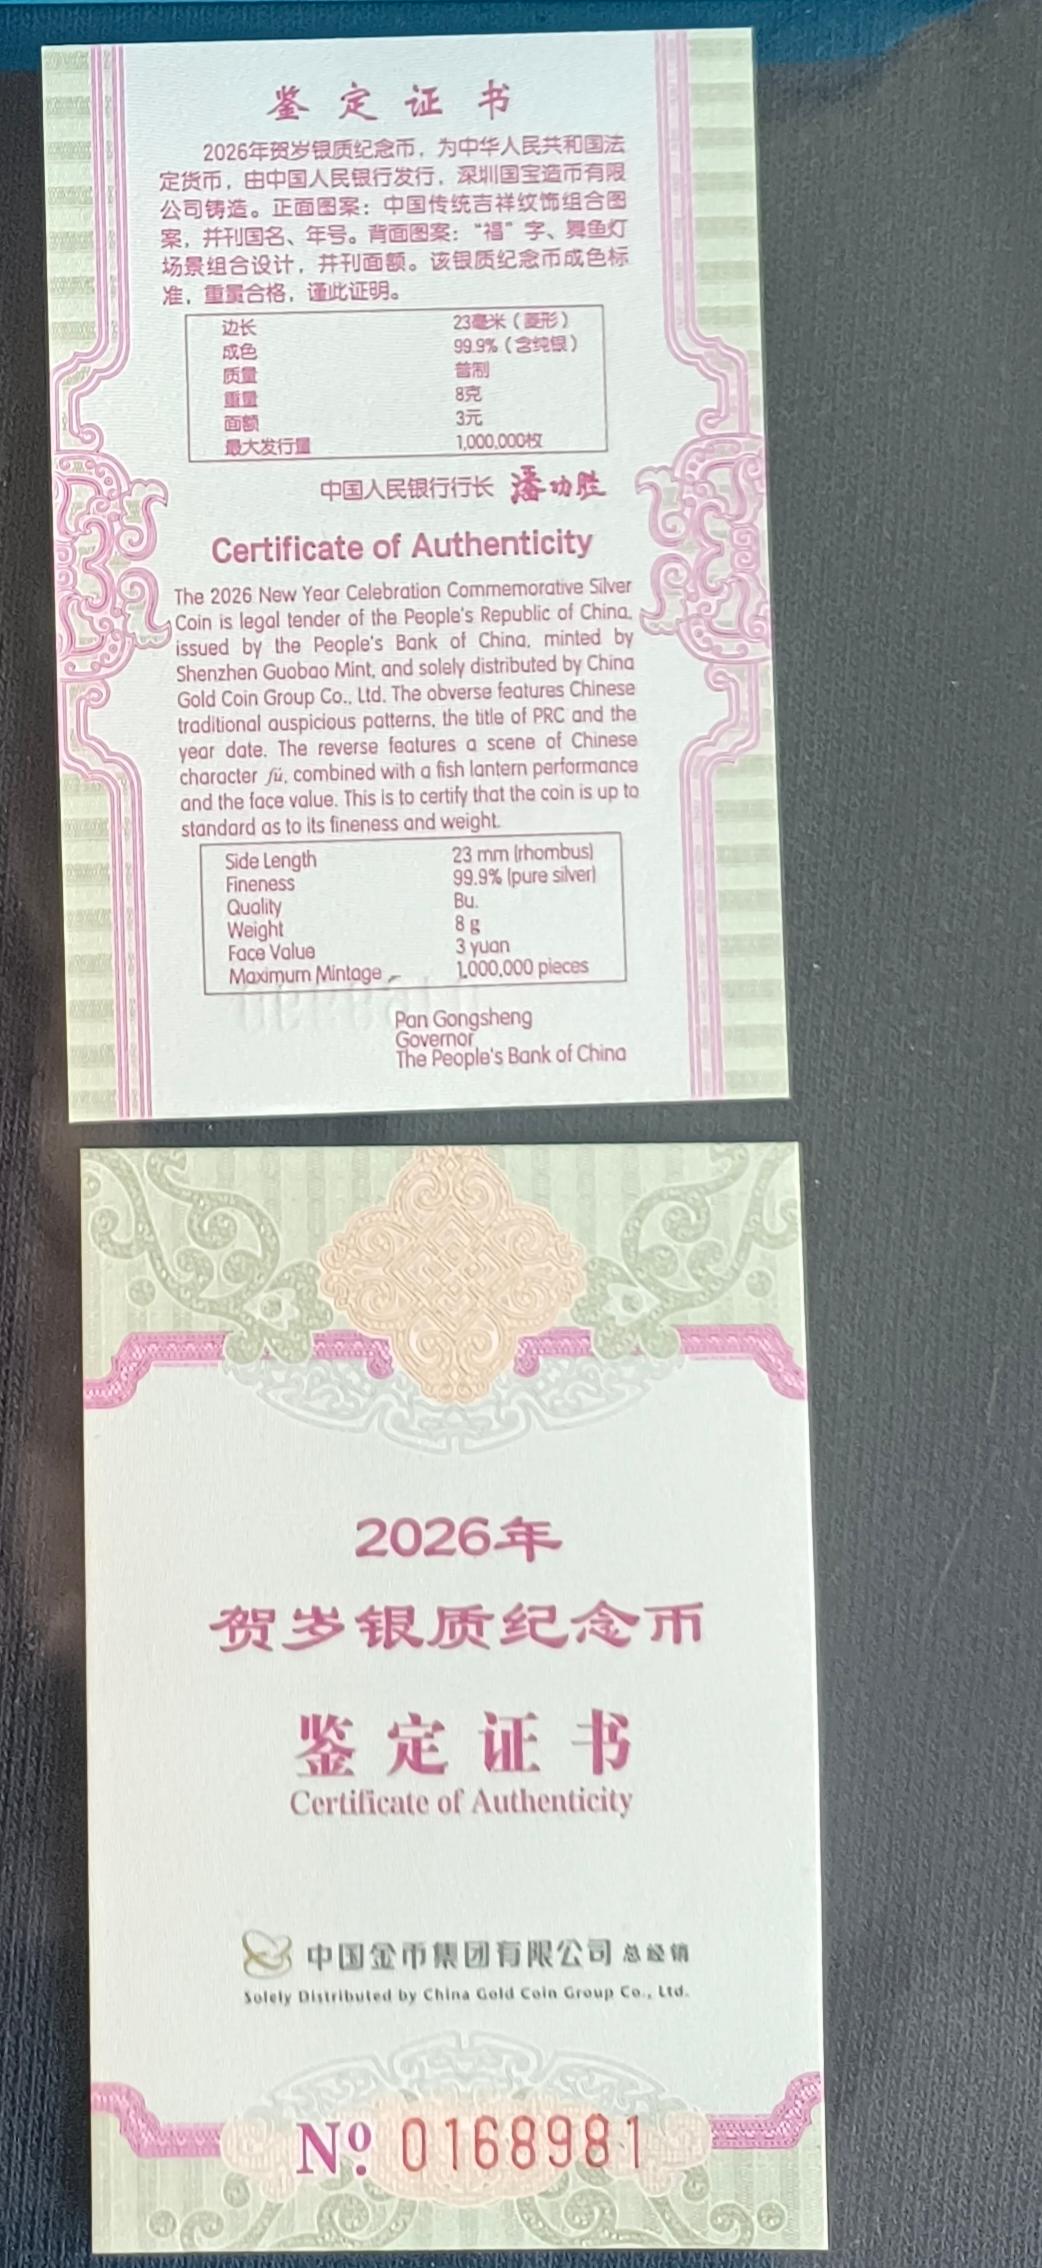 鉴定证书
2026年贺岁银质纪念币，为中华人民共和国法
定货币，由中国人民银行发行，深圳国宝造币有限
公司铸造。正面图案：中国传统吉祥纹饰组合图
案，并刊国名、年号。背面图案：“福”字、舞鱼灯
场景组合设计，并刊面额。该银质纪念币成色标
准，重量合格，谨此证明。
边长 23毫米（菱形）
成色 99.9%（含纯银）
质量 普制
重量 8克
面额 3元
最大发行量 1,000,000枚
中国人民银行行长 潘功胜
Certificate of Authenticity
The 2026 New Year Celebration Commemorative Silver
Coin is legal tender of the People's Republic of China,
issued by the People's Bank of China, minted by
Shenzhen Guobao Mint, and solely distributed by China
Gold Coin Group Co., Ltd. The obverse features Chinese
traditional auspicious patterns, the title of PRC and the
year date. The reverse features a scene of Chinese
character fú, combined with a fish lantern performance
and the face value. This is to certify that the coin is up to
standard as to its fineness and weight.
Side Length 23 mm (rhombus)
Fineness 99.9% (pure silver)
Quality Bu.
Weight 8 g
Face Value 3 yuan
Maximum Mintage 1,000,000 pieces
Pan Gongsheng
Governor
The People's Bank of China
2026年
贺岁银质纪念币
鉴定证书
Certificate of Authenticity
中国金币集团有限公司 总经销
Solely Distributed by China Gold Coin Group Co., Ltd.
Nº 0168981